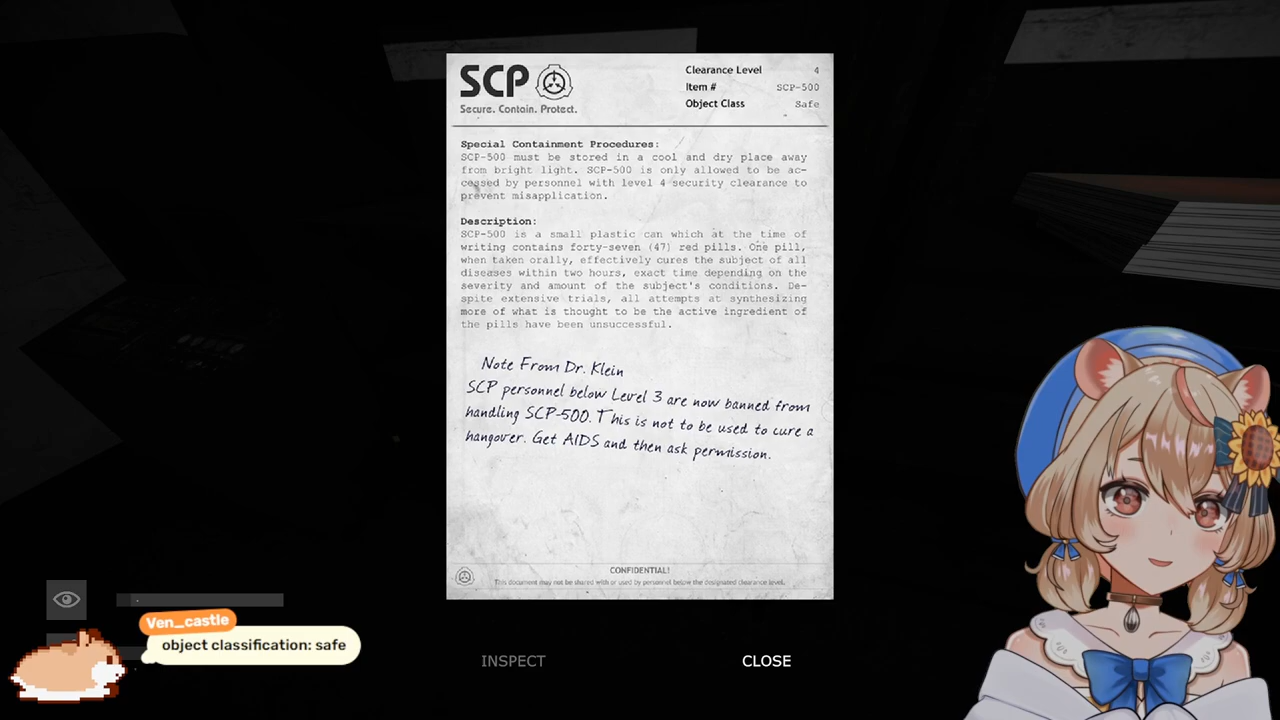 SCP
Secure. Contain. Protect.
Clearance Level 4
Item # SCP-500
Object Class Safe
Special Containment Procedures:
SCP-500 must be stored in a cool and dry place away
from bright light. SCP-500 is only allowed to be ac-
cessed by personnel with level 4 security clearance to
prevent misapplication.
Description:
SCP-500 is a small plastic can which at the time of
writing contains forty-seven (47) red pills. One pill,
when taken orally, effectively cures the subject of all
diseases within two hours, exact time depending on the
severity and amount of the subject's conditions. De-
spite extensive trials, all attempts at synthesizing
more of what is thought to be the active ingredient of
the pills have been unsuccessful.
Note From Dr. Klein
SCP personnel below Level 3 are now banned from
handling SCP-500. This is not to be used to cure a
hangover. Get AIDS and then ask permission.
CONFIDENTIAL!
This document may not be shared with or used by personnel below the designated clearance level.
Ven_castle
object classification: safe
INSPECT
CLOSE